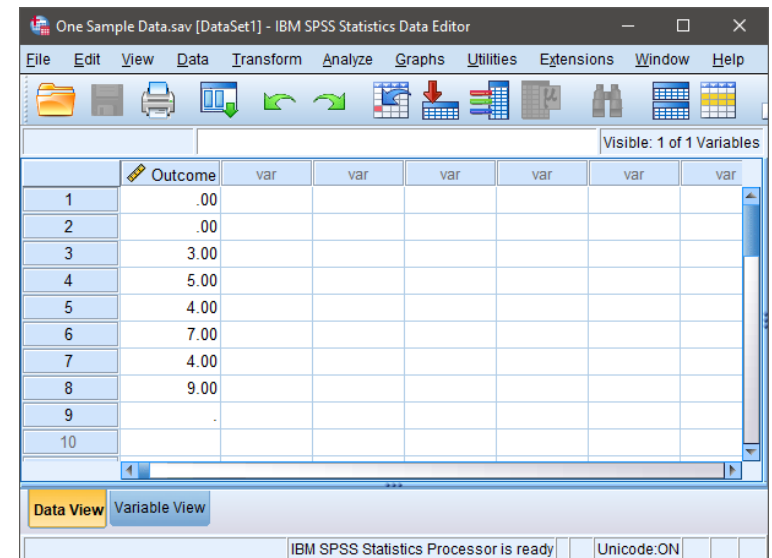 One Sample Data.sav [DataSet1] - IBM SPSS Statistics Data Editor
File Edit View Data Transform Analyze Graphs Utilities Extensions Window Help
Visible: 1 of 1 Variables
Outcome var var var var var var
1 .00
2 .00
3 3.00
4 5.00
5 4.00
6 7.00
7 4.00
8 9.00
9 .
10
Data View Variable View
IBM SPSS Statistics Processor is ready Unicode:ON